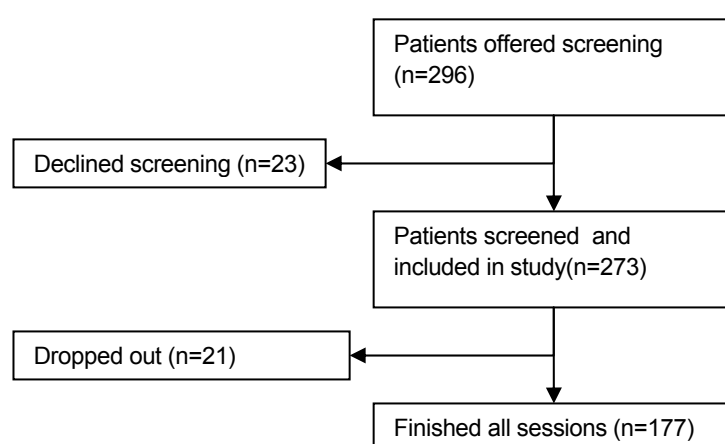 Patients offered screening
(n=296)
Declined screening (n=23)
Patients screened  and
included in study(n=273)
Dropped out (n=21)
Finished all sessions (n=177)